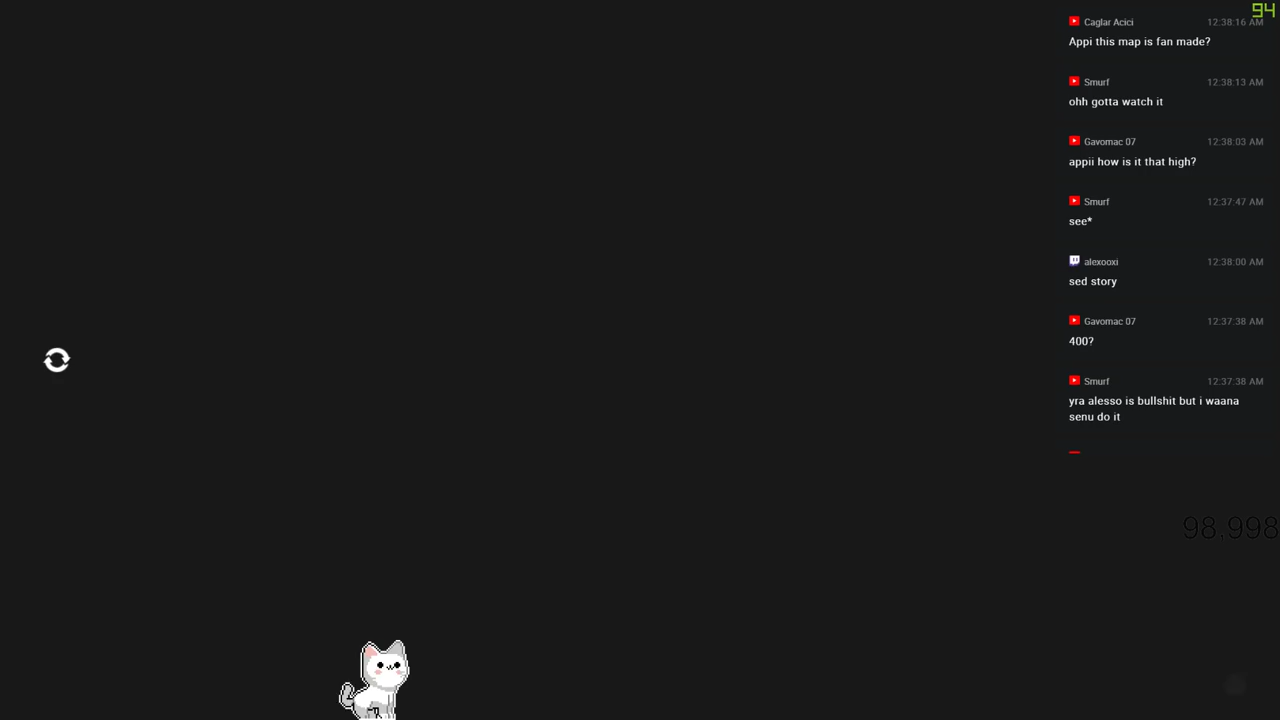 94
Caglar Acici 12:38:16 AM
Appi this map is fan made?
Smurf 12:38:13 AM
ohh gotta watch it
Gavomac 07 12:38:03 AM
appii how is it that high?
Smurf 12:37:47 AM
see*
alexooxi 12:38:00 AM
sed story
Gavomac 07 12:37:38 AM
400?
Smurf 12:37:38 AM
yra alesso is bullshit but i waana
senu do it
98,998